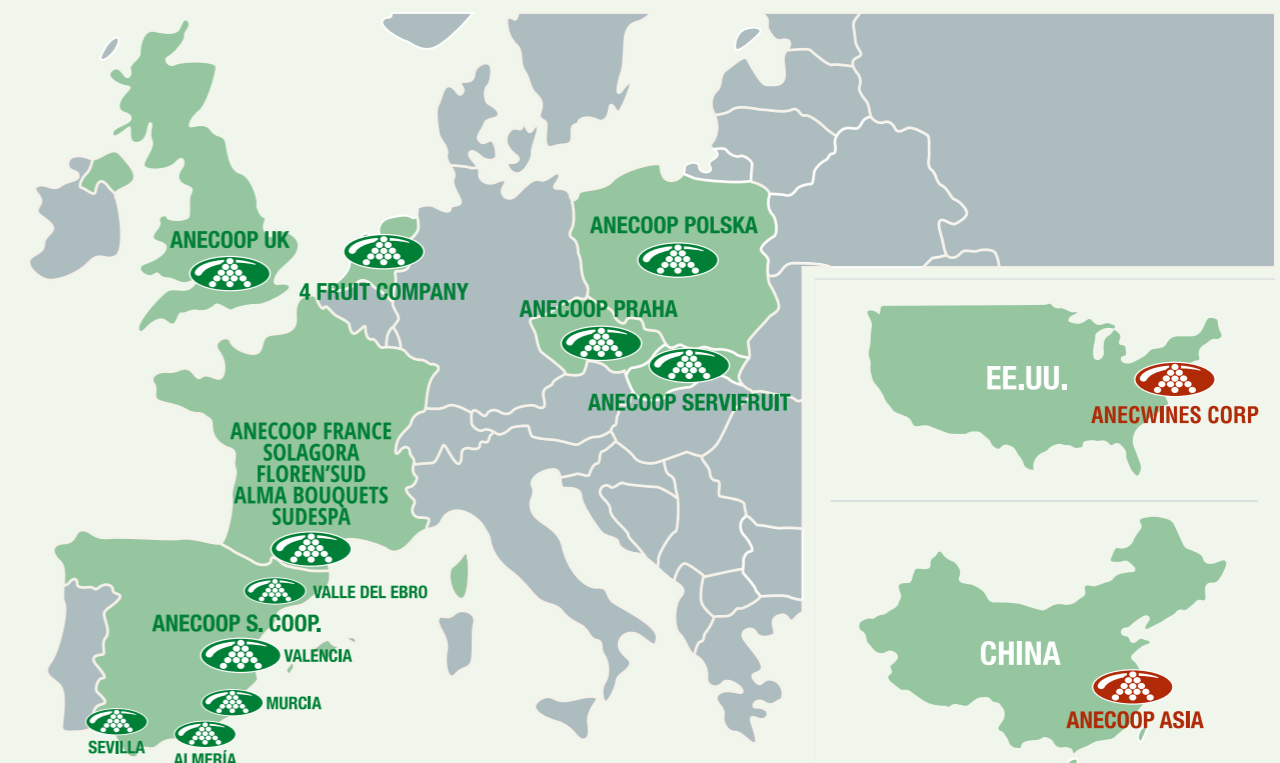 ANECOOP UK
4 FRUIT COMPANY
ANECOOP POLSKA
ANECOOP PRAHA
ANECOOP SERVIFRUIT
ANECOOP FRANCE
SOLAGORA
FLOREN'SUD
ALMA BOUQUETS
SUDESPÀ
VALLE DEL EBRO
ANECOOP S. COOP.
VALENCIA
MURCIA
SEVILLA
ALMERÍA
EE.UU.
ANECWINES CORP
CHINA
ANECOOP ASIA